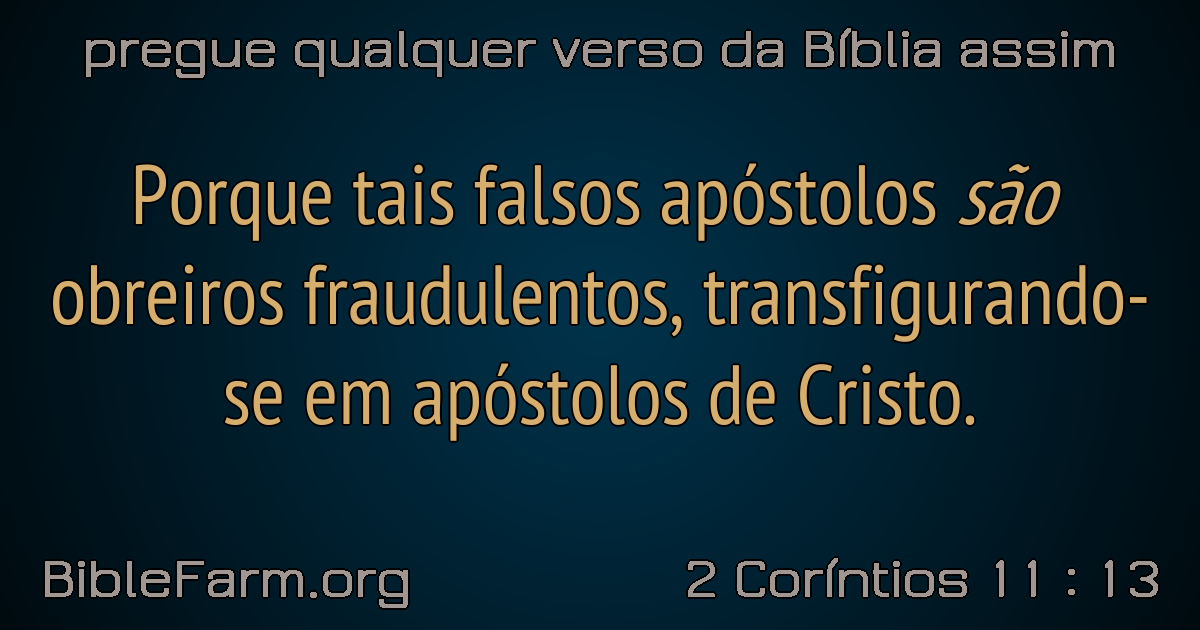 pregue qualquer verso da Bíblia assim
Porque tais falsos apóstolos são
obreiros fraudulentos, transfigurando-
se em apóstolos de Cristo.
BibleFarm.org
2 Coríntios 11 : 13